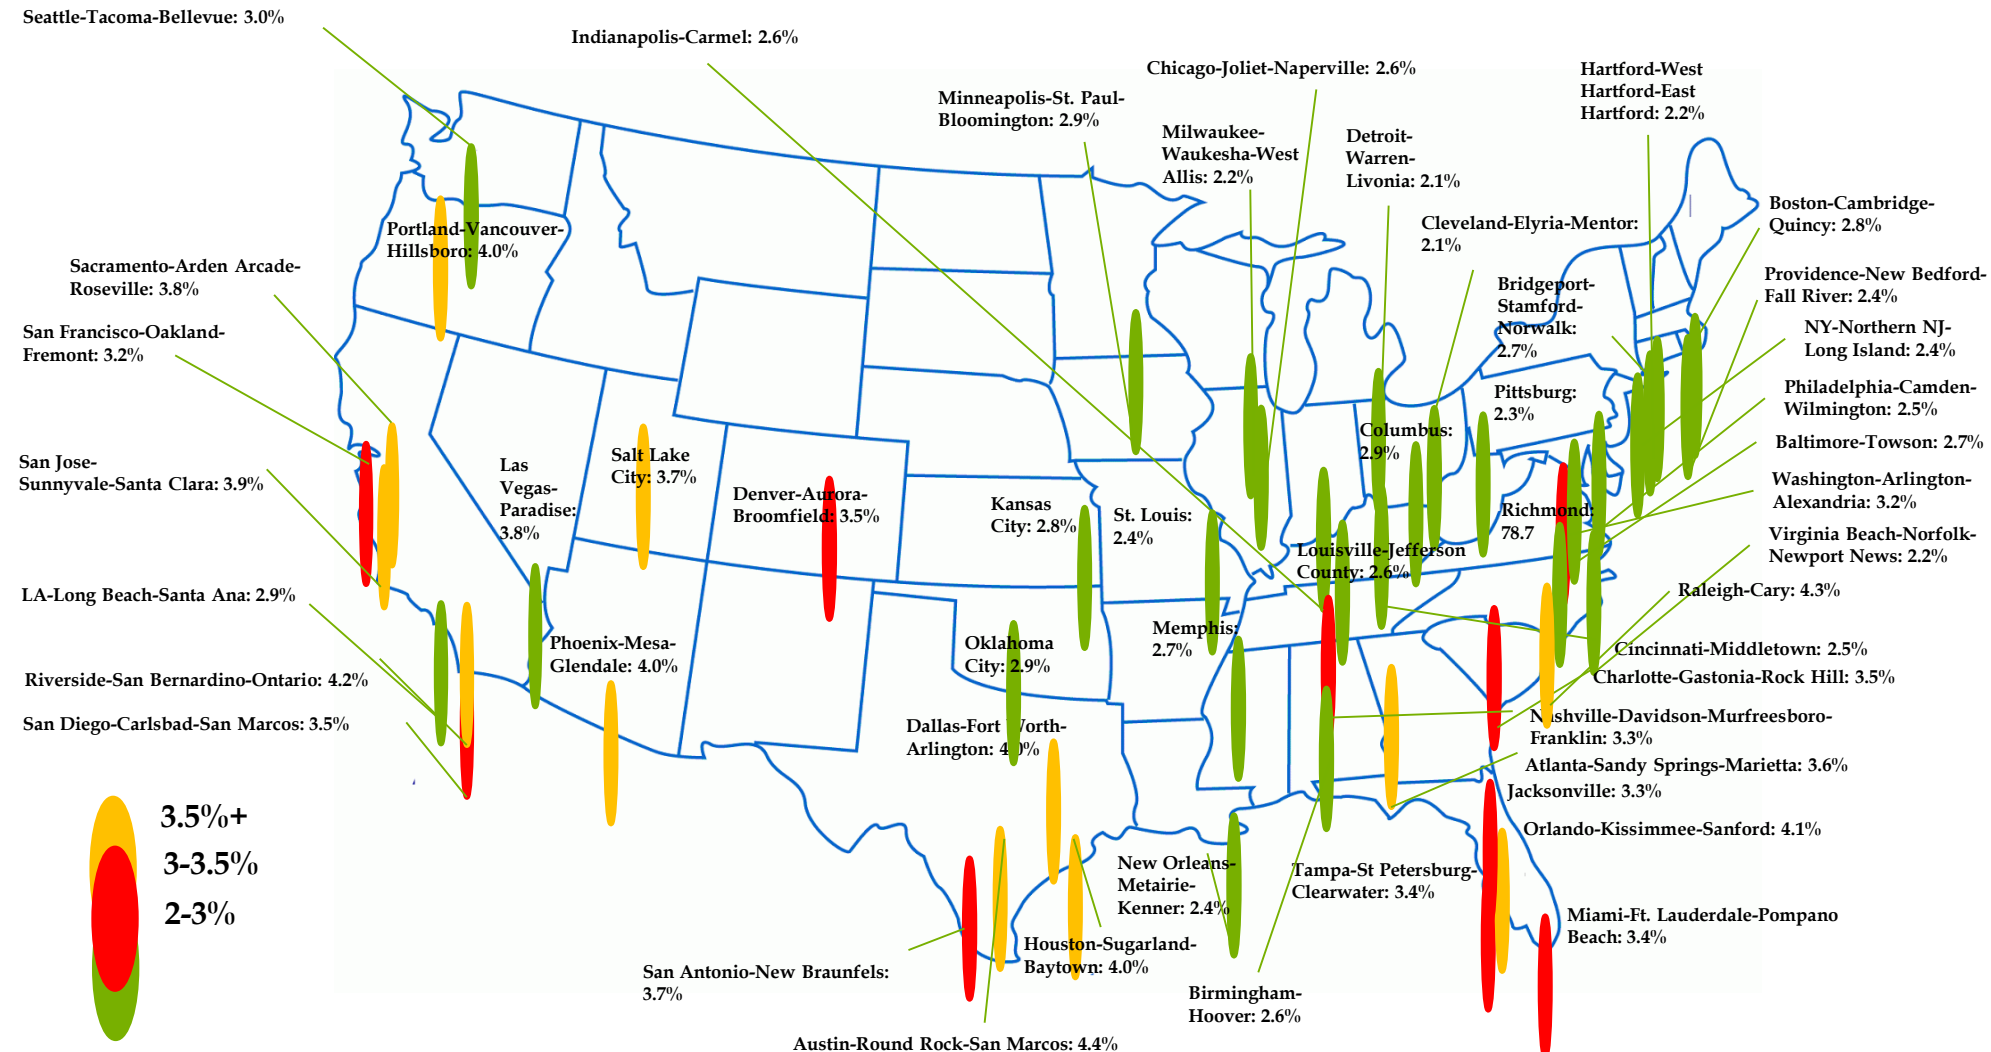 Seattle-Tacoma-Bellevue: 3.0%
Indianapolis-Carmel: 2.6%
Chicago-Joliet-Naperville: 2.6%
Hartford-West
Hartford-East
Hartford: 2.2%
Minneapolis-St. Paul-
Bloomington: 2.9%
Milwaukee-
Waukesha-West
Allis: 2.2%
Detroit-
Warren-
Livonia: 2.1%
Cleveland-Elyria-Mentor:
2.1%
Boston-Cambridge-
Quincy: 2.8%
Portland-Vancouver-
Hillsboro: 4.0%
Sacramento-Arden Arcade-
Roseville: 3.8%
Bridgeport-
Stamford-
Norwalk:
2.7%
Providence-New Bedford-
Fall River: 2.4%
San Francisco-Oakland-
Fremont: 3.2%
NY-Northern NJ-
Long Island: 2.4%
Pittsburg:
2.3%
Philadelphia-Camden-
Wilmington: 2.5%
Columbus:
2.9%
Baltimore-Towson: 2.7%
San Jose-
Sunnyvale-Santa Clara: 3.9%
Las
Vegas-
Paradise:
3.8%
Salt Lake
City: 3.7%
Denver-Aurora-
Broomfield: 3.5%
Kansas
City: 2.8%
St. Louis:
2.4%
Richmond:
78.7
Washington-Arlington-
Alexandria: 3.2%
Louisville-Jefferson
County: 2.6%
Virginia Beach-Norfolk-
Newport News: 2.2%
LA-Long Beach-Santa Ana: 2.9%
Raleigh-Cary: 4.3%
Phoenix-Mesa-
Glendale: 4.0%
Oklahoma
City: 2.9%
Memphis:
2.7%
Cincinnati-Middletown: 2.5%
Riverside-San Bernardino-Ontario: 4.2%
Charlotte-Gastonia-Rock Hill: 3.5%
San Diego-Carlsbad-San Marcos: 3.5%
Dallas-Fort Worth-
Arlington: 4.0%
Nashville-Davidson-Murfreesboro-
Franklin: 3.3%
Atlanta-Sandy Springs-Marietta: 3.6%
Jacksonville: 3.3%
Orlando-Kissimmee-Sanford: 4.1%
3.5%+
3-3.5%
2-3%
New Orleans-
Metairie-
Kenner: 2.4%
Tampa-St Petersburg-
Clearwater: 3.4%
Miami-Ft. Lauderdale-Pompano
Beach: 3.4%
Houston-Sugarland-
Baytown: 4.0%
San Antonio-New Braunfels:
3.7%
Birmingham-
Hoover: 2.6%
Austin-Round Rock-San Marcos: 4.4%